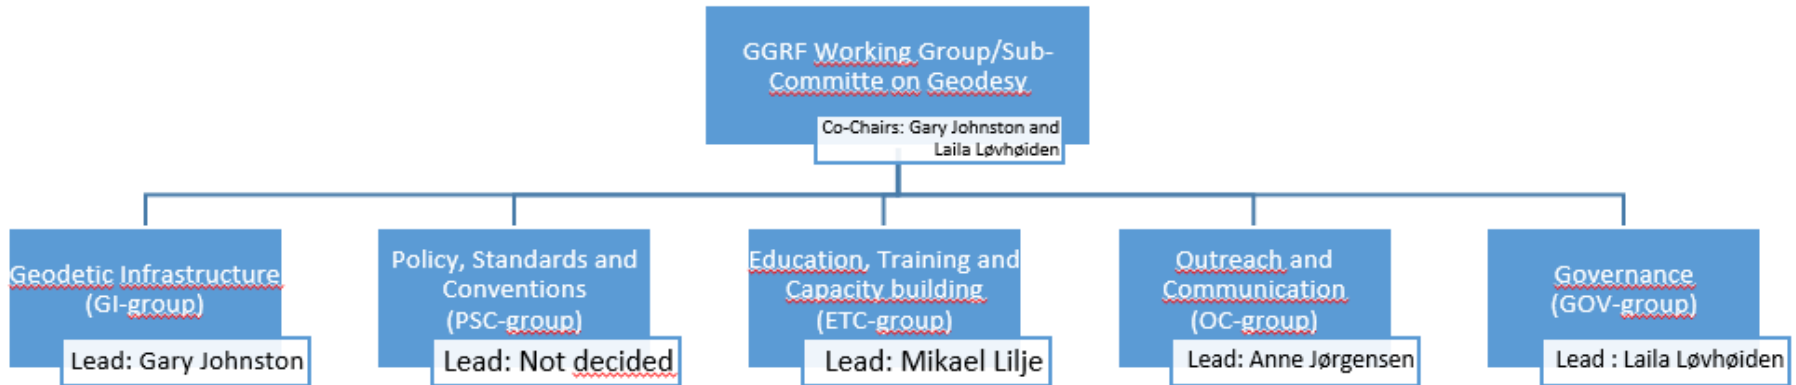 GGRF Working Group/Sub-
Committe on Geodesy
Co-Chairs: Gary Johnston and
Laila Løvhøiden
Geodetic Infrastructure
(GI-group)
Lead: Gary Johnston
Policy, Standards and
Conventions
(PSC-group)
Lead: Not decided
Education, Training and
Capacity building
(ETC-group)
Lead: Mikael Lilje
Outreach and
Communication
(OC-group)
Lead: Anne Jørgensen
Governance
(GOV-group)
Lead : Laila Løvhøiden